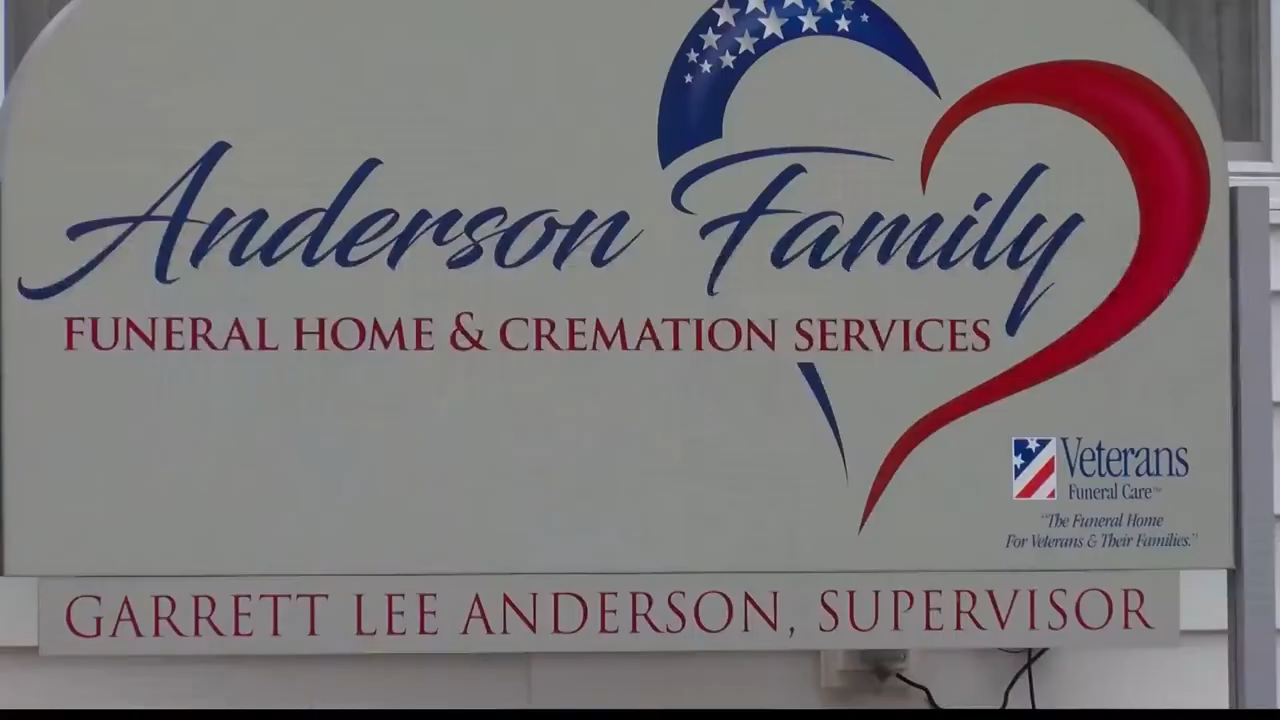 Anderson Family
FUNERAL HOME & CREMATION SERVICES
Veterans
Funeral Care™
"The Funeral Home
For Veterans & Their Families."
GARRETT LEE ANDERSON, SUPERVISOR